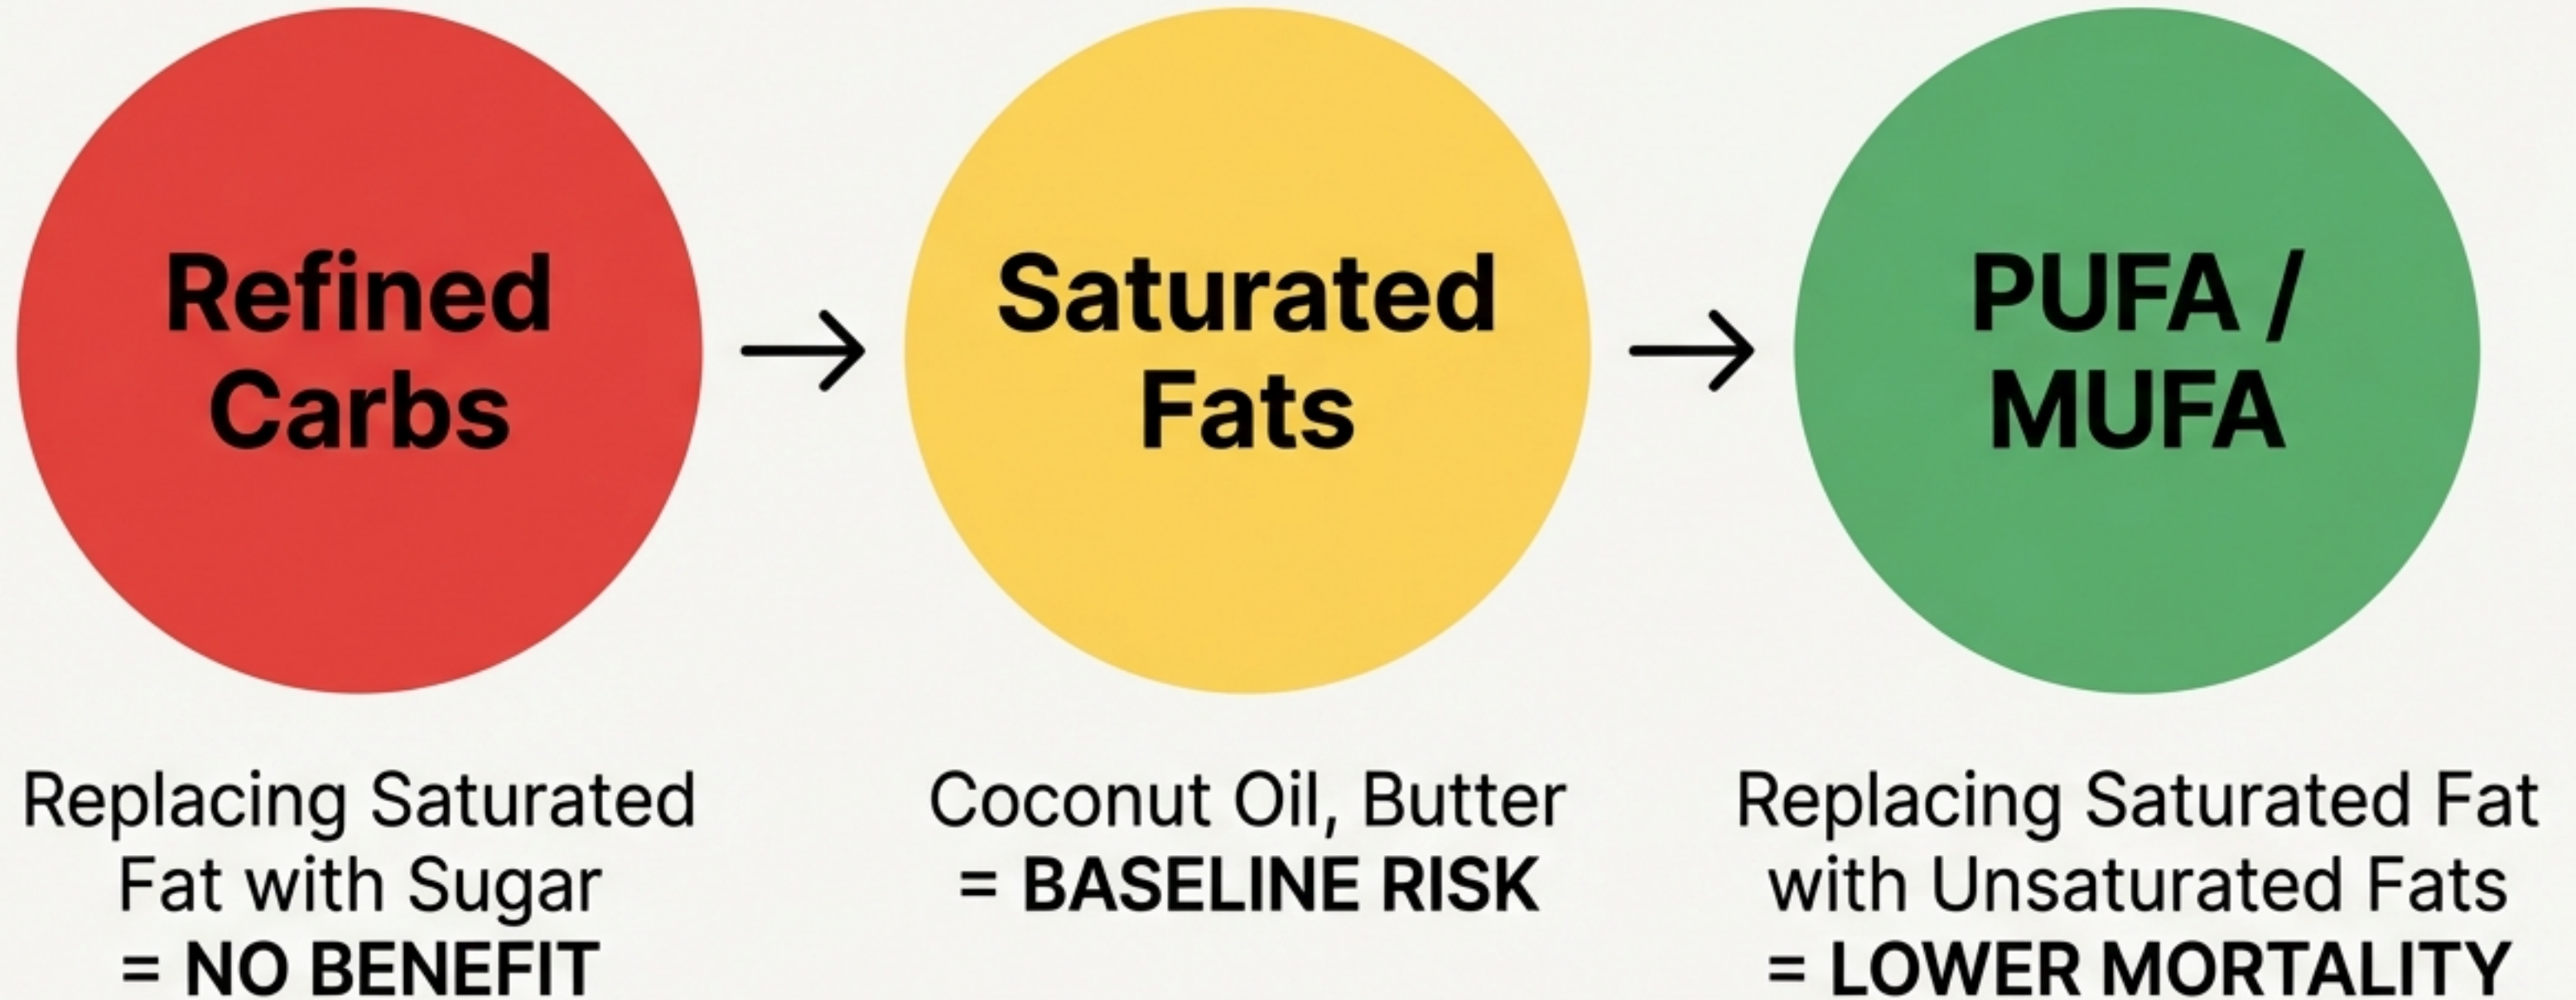 Refined
Carbs
Saturated
Fats
PUFA /
MUFA
Replacing Saturated
Fat with Sugar
= NO BENEFIT
Coconut Oil, Butter
= BASELINE RISK
Replacing Saturated Fat
with Unsaturated Fats
= LOWER MORTALITY